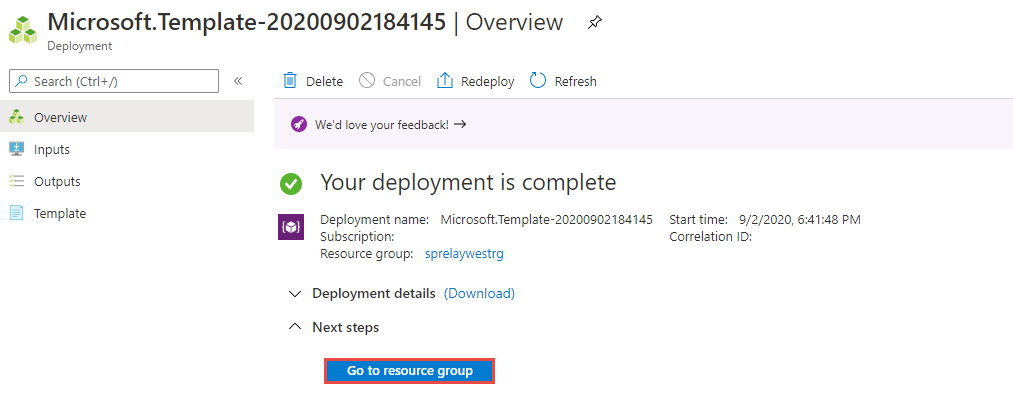 Microsoft.Template-20200902184145 | Overview
Deployment
Search (Ctrl+/)
«
Overview
Inputs
Outputs
Template
Delete Cancel Redeploy Refresh
We'd love your feedback! →
Your deployment is complete
Deployment name: Microsoft.Template-20200902184145 Start time: 9/2/2020, 6:41:48 PM
Subscription: Correlation ID:
Resource group: sprelaywestrg
Deployment details (Download)
Next steps
Go to resource group